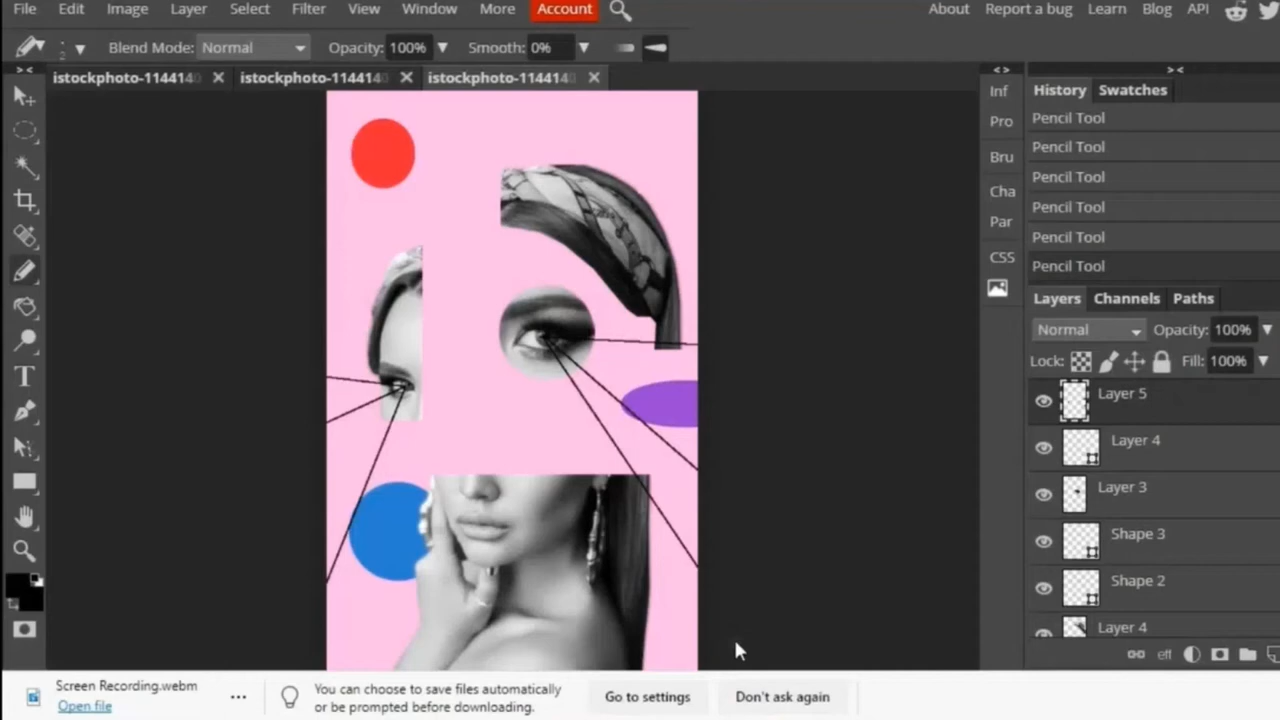 File Edit Image Layer Select Filter View Window More Account About Report a bug Learn Blog API
2 Blend Mode: Normal Opacity: 100% Smooth: 0%
> < istockphoto-114414 istockphoto-114414 istockphoto-114414 < > > <
Inf
Pro
Bru
Cha
Par
CSS
History Swatches
Pencil Tool
Pencil Tool
Pencil Tool
Pencil Tool
Pencil Tool
Pencil Tool
Layers Channels Paths
Normal Opacity: 100%
Lock: Fill: 100%
Layer 5
Layer 4
Layer 3
Shape 3
Shape 2
Layer 4
eff
T
Screen Recording.webm
Open file
You can choose to save files automatically
or be prompted before downloading.
Go to settings
Don't ask again